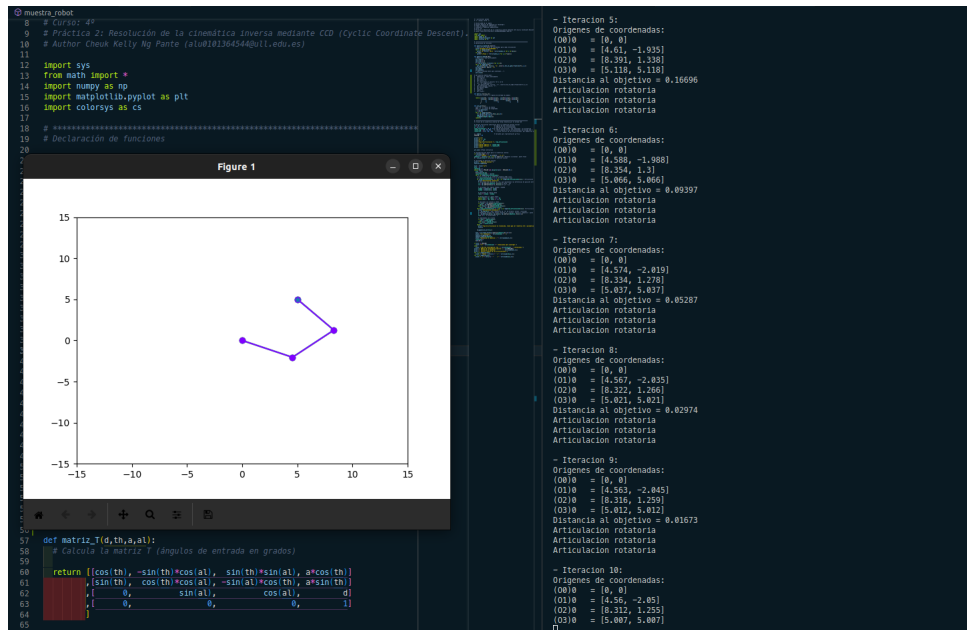 muestra_robot
8 # Curso: 4º
9 # Práctica 2: Resolución de la cinemática inversa mediante CCD (Cyclic Coordinate Descent).
10 # Author Cheuk Kelly Ng Pante (alu0101364544@ull.edu.es)
11
12 import sys
13 from math import *
14 import numpy as np
15 import matplotlib.pyplot as plt
16 import colorsys as cs
17
18 # ******************************************************************************
19 # Declaración de funciones
20
Figure 1
15
10
5
0
−5
−10
−15
−15 −10 −5 0 5 10 15
57 def matriz_T(d,th,a,al):
58 # Calcula la matriz T (ángulos de entrada en grados)
59
60 return [[cos(th), -sin(th)*cos(al), sin(th)*sin(al), a*cos(th)]
61 ,[sin(th), cos(th)*cos(al), -sin(al)*cos(th), a*sin(th)]
62 ,[ 0, sin(al), cos(al), d]
63 ,[ 0, 0, 0, 1]
64 ]
65
- Iteracion 5:
Origenes de coordenadas:
(O0)0 = [0, 0]
(O1)0 = [4.61, -1.935]
(O2)0 = [8.391, 1.338]
(O3)0 = [5.118, 5.118]
Distancia al objetivo = 0.16696
Articulacion rotatoria
Articulacion rotatoria
Articulacion rotatoria
- Iteracion 6:
Origenes de coordenadas:
(O0)0 = [0, 0]
(O1)0 = [4.588, -1.988]
(O2)0 = [8.354, 1.3]
(O3)0 = [5.066, 5.066]
Distancia al objetivo = 0.09397
Articulacion rotatoria
Articulacion rotatoria
Articulacion rotatoria
- Iteracion 7:
Origenes de coordenadas:
(O0)0 = [0, 0]
(O1)0 = [4.574, -2.019]
(O2)0 = [8.334, 1.278]
(O3)0 = [5.037, 5.037]
Distancia al objetivo = 0.05287
Articulacion rotatoria
Articulacion rotatoria
Articulacion rotatoria
- Iteracion 8:
Origenes de coordenadas:
(O0)0 = [0, 0]
(O1)0 = [4.567, -2.035]
(O2)0 = [8.322, 1.266]
(O3)0 = [5.021, 5.021]
Distancia al objetivo = 0.02974
Articulacion rotatoria
Articulacion rotatoria
Articulacion rotatoria
- Iteracion 9:
Origenes de coordenadas:
(O0)0 = [0, 0]
(O1)0 = [4.563, -2.045]
(O2)0 = [8.316, 1.259]
(O3)0 = [5.012, 5.012]
Distancia al objetivo = 0.01673
Articulacion rotatoria
Articulacion rotatoria
Articulacion rotatoria
- Iteracion 10:
Origenes de coordenadas:
(O0)0 = [0, 0]
(O1)0 = [4.56, -2.05]
(O2)0 = [8.312, 1.255]
(O3)0 = [5.007, 5.007]